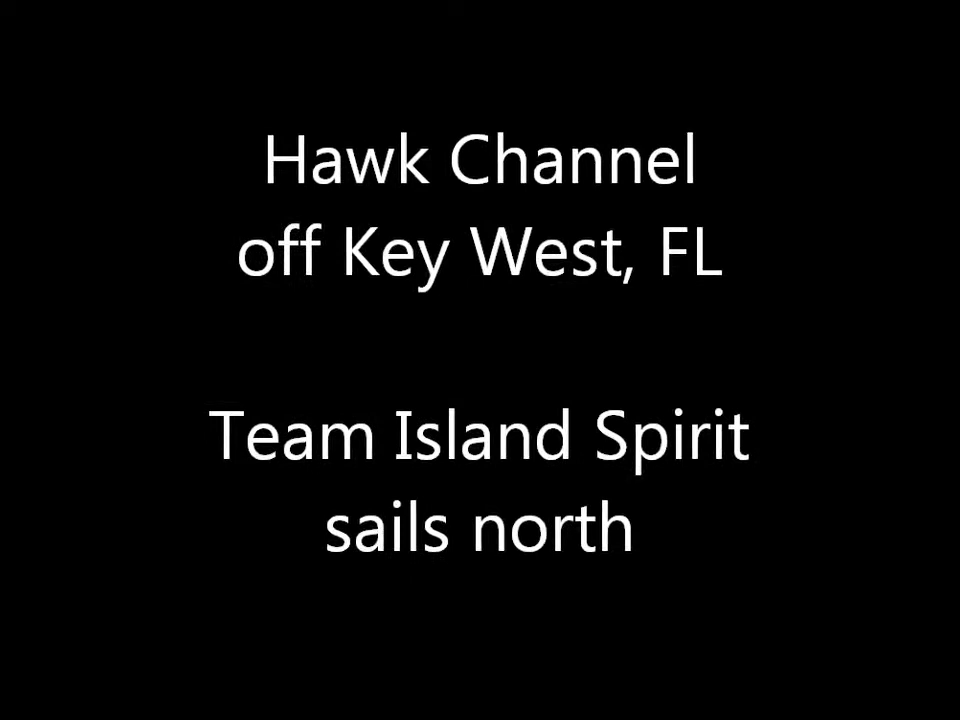 Hawk Channel
off Key West, FL
Team Island Spirit
sails north